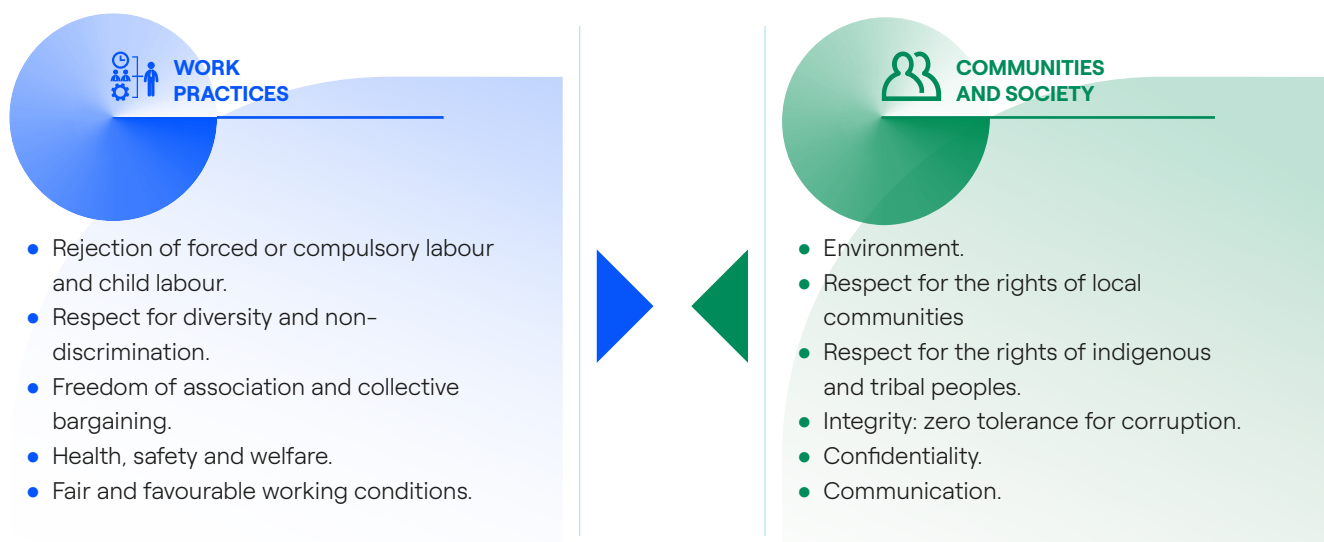 WORK
PRACTICES
• Rejection of forced or compulsory labour
and child labour.
• Respect for diversity and non-
discrimination.
• Freedom of association and collective
bargaining.
• Health, safety and welfare.
• Fair and favourable working conditions.
COMMUNITIES
AND SOCIETY
• Environment.
• Respect for the rights of local
communities
• Respect for the rights of indigenous
and tribal peoples.
• Integrity: zero tolerance for corruption.
• Confidentiality.
• Communication.